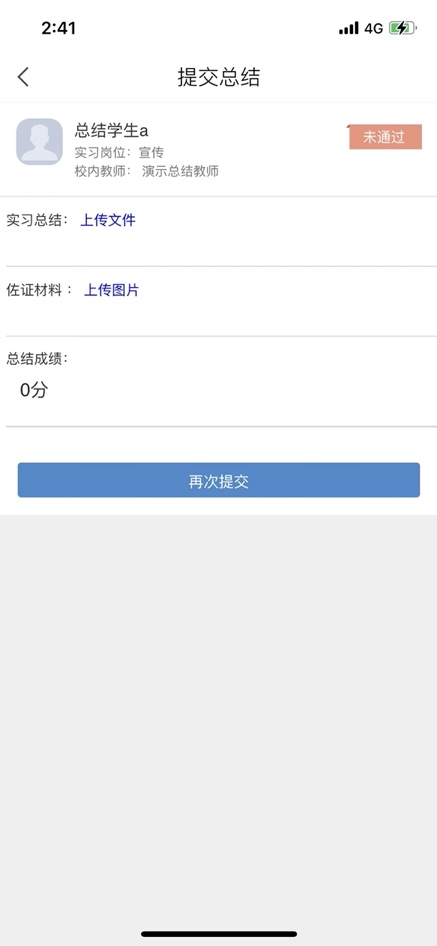 2:41
4G
提交总结
总结学生a
未通过
实习岗位：宣传
校内教师： 演示总结教师
实习总结： 上传文件
佐证材料： 上传图片
总结成绩：
0分
再次提交